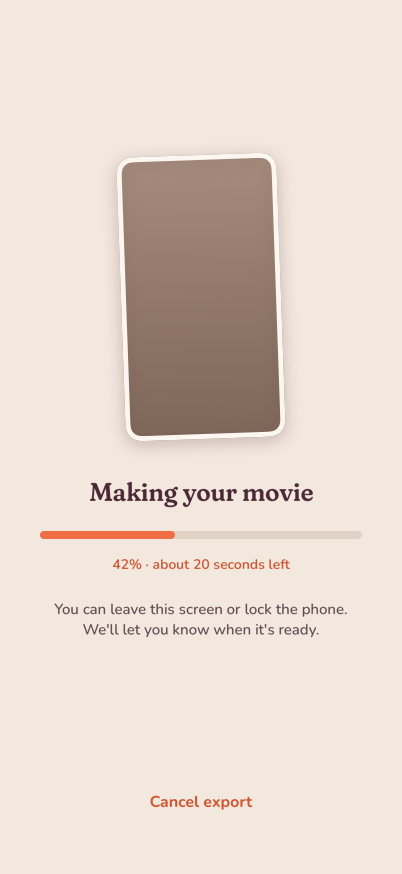 Making your movie
42% · about 20 seconds left
You can leave this screen or lock the phone.
We'll let you know when it's ready.
Cancel export